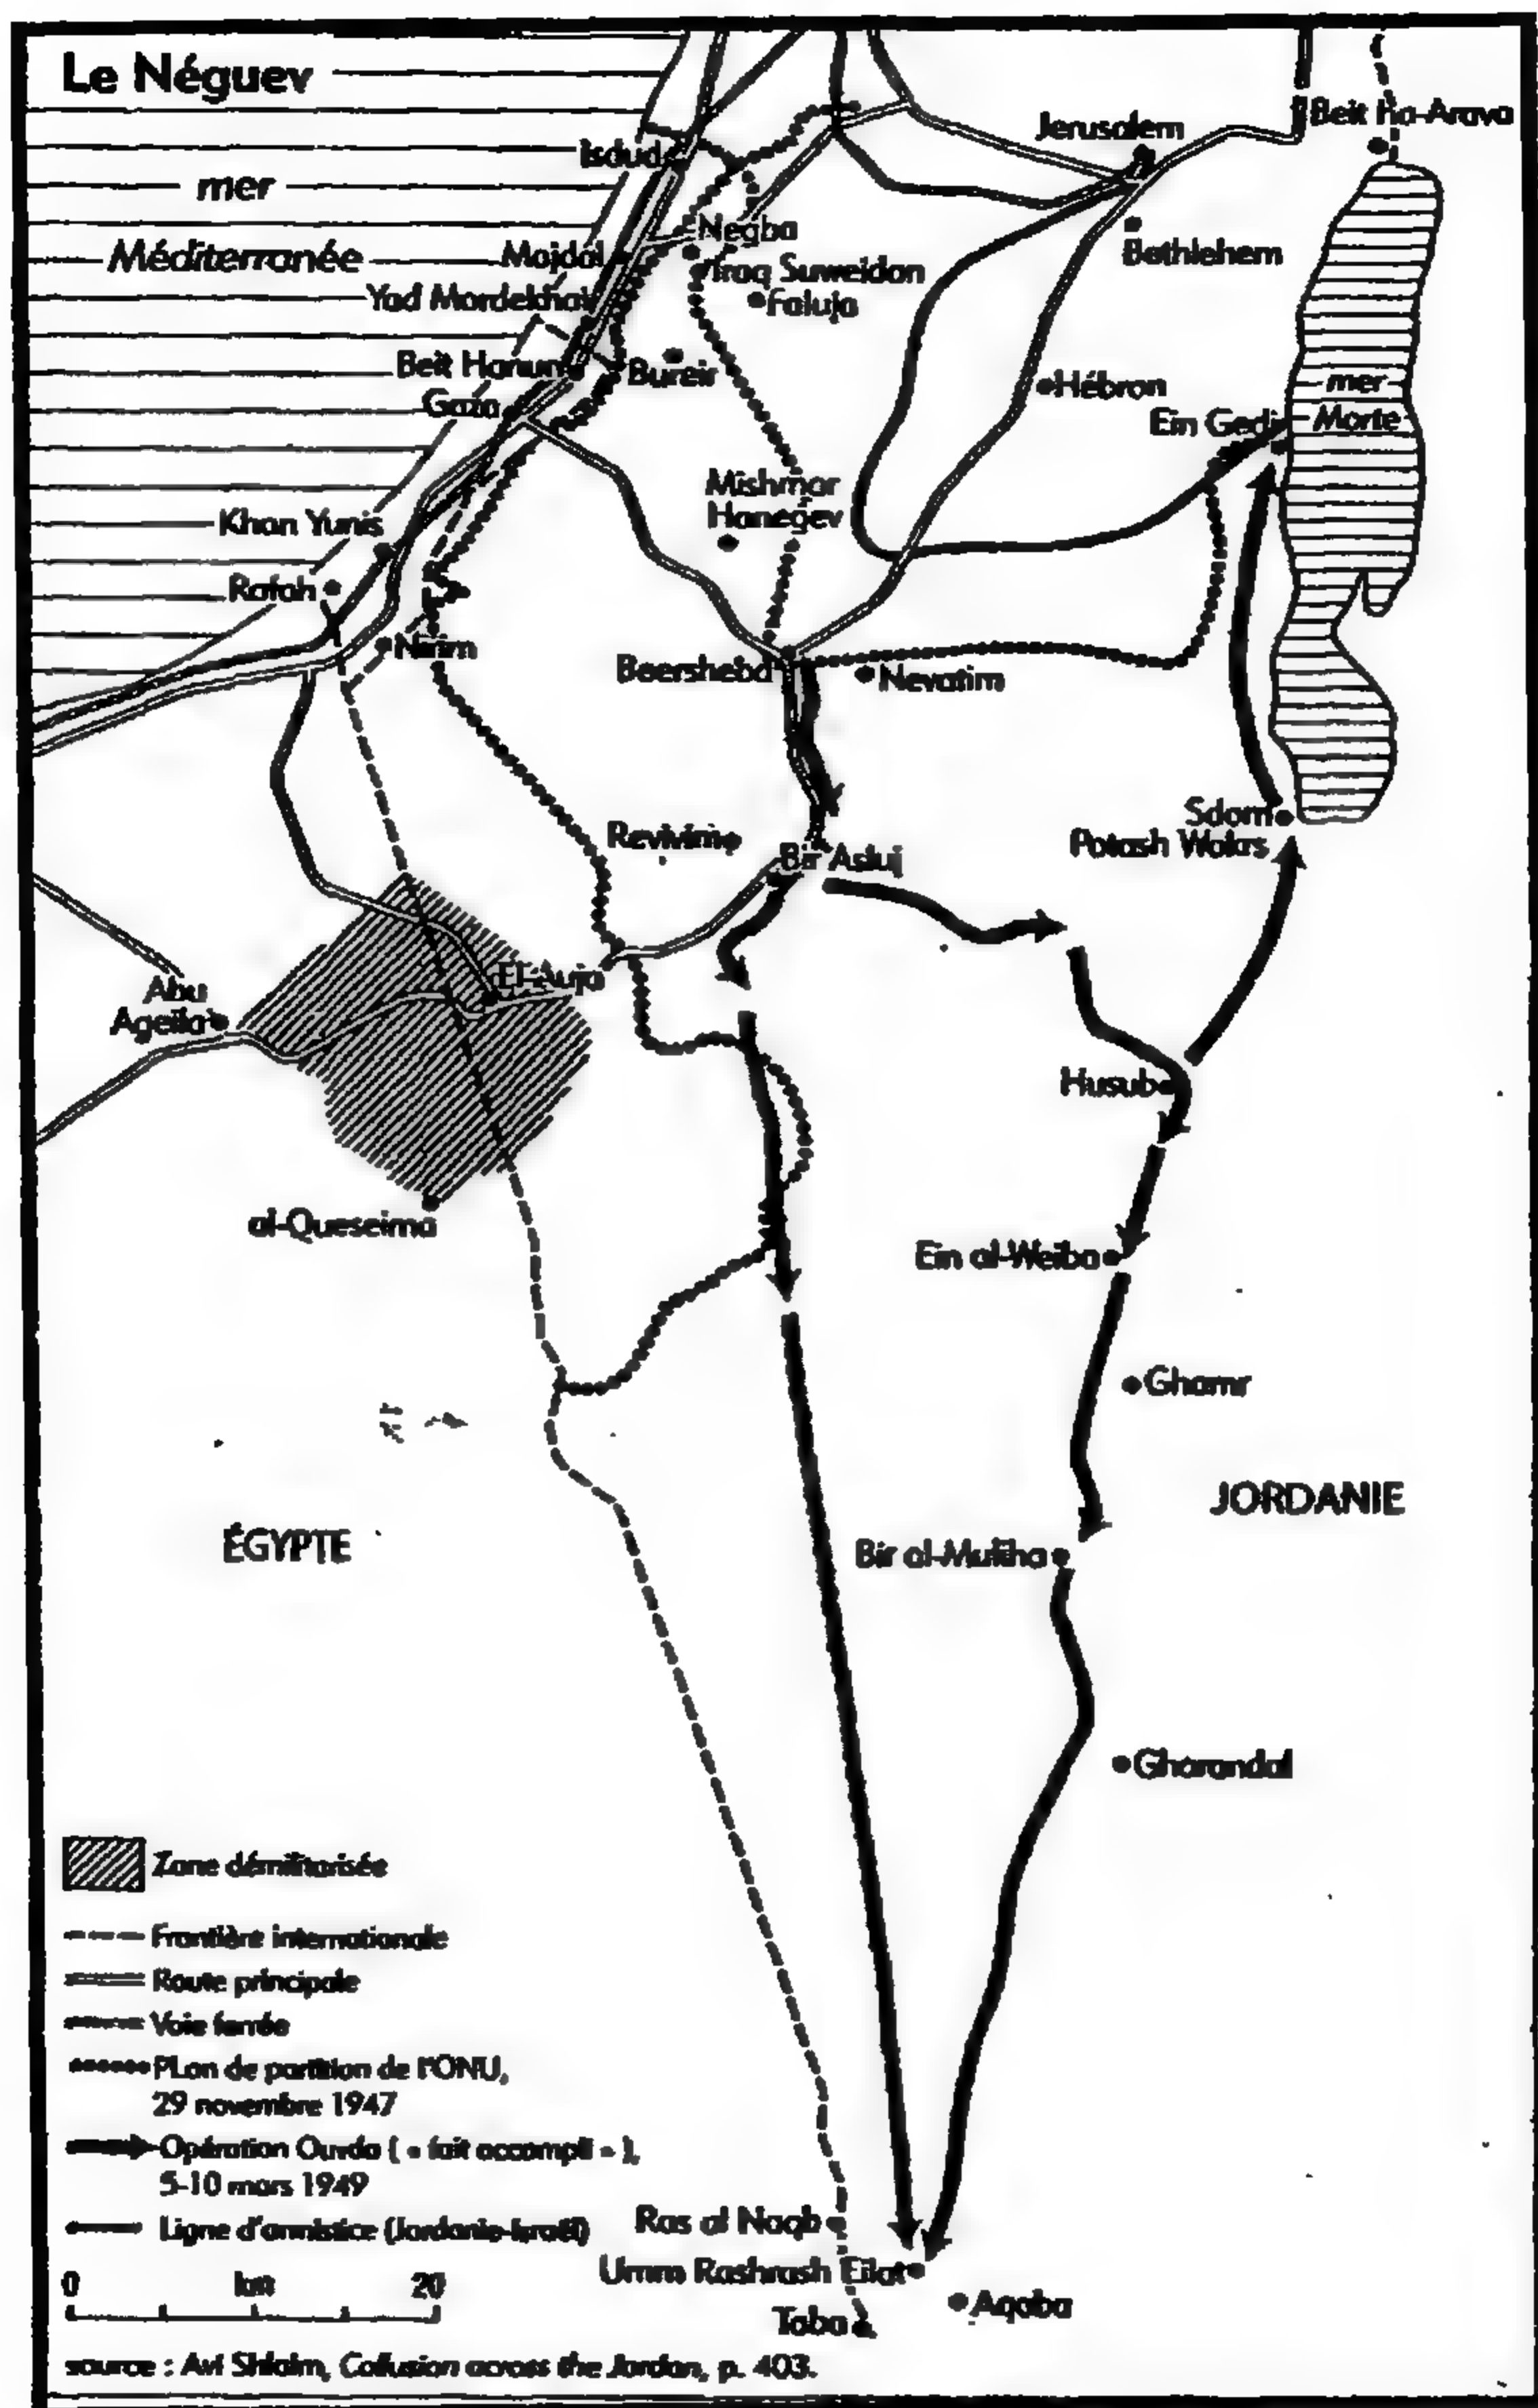 Le Néguev
mer
Méditerranée
Isdud
Jerusalem
Beit Ha-Arava
Negba
Majdal
Iraq Suweidan
Bethlehem
Yad Mordekhai
Faluja
Beit Hanun
Bureir
Hébron
mer
Morte
Gaza
Ein Gedi
Mishmar
Hanegev
Khan Yunis
Rafah
Nirim
Beersheba
Nevatim
Sdom
Potash Works
Revivim
Bir Asluj
El-Auja
Abu
Ageila
Husub
al-Queseima
Ein al-Weiba
Ghamr
JORDANIE
ÉGYPTE
Bir al-Muliha
Gharandal
Zone démilitarisée
Frontière internationale
Route principale
Voie ferrée
PLan de partition de l'ONU,
29 novembre 1947
Opération Ouvda ( « fait accompli » ),
5-10 mars 1949
Ligne d'armistice (Jordanie-Israël)
Ras al Naqb
Umm Rashrash Eilat
0 km 20
Aqaba
Taba
source : Avi Shlaim, Collusion across the Jordan, p. 403.